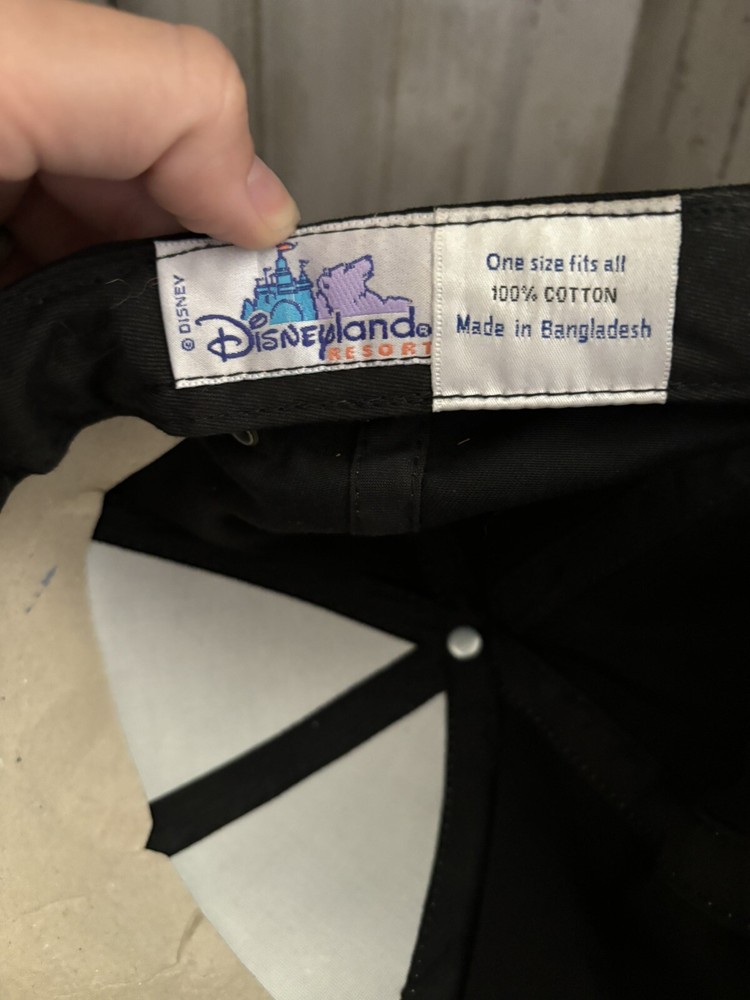 © DISNEY
Disneyland®
RESORT
One size fits all
100% COTTON
Made in Bangladesh